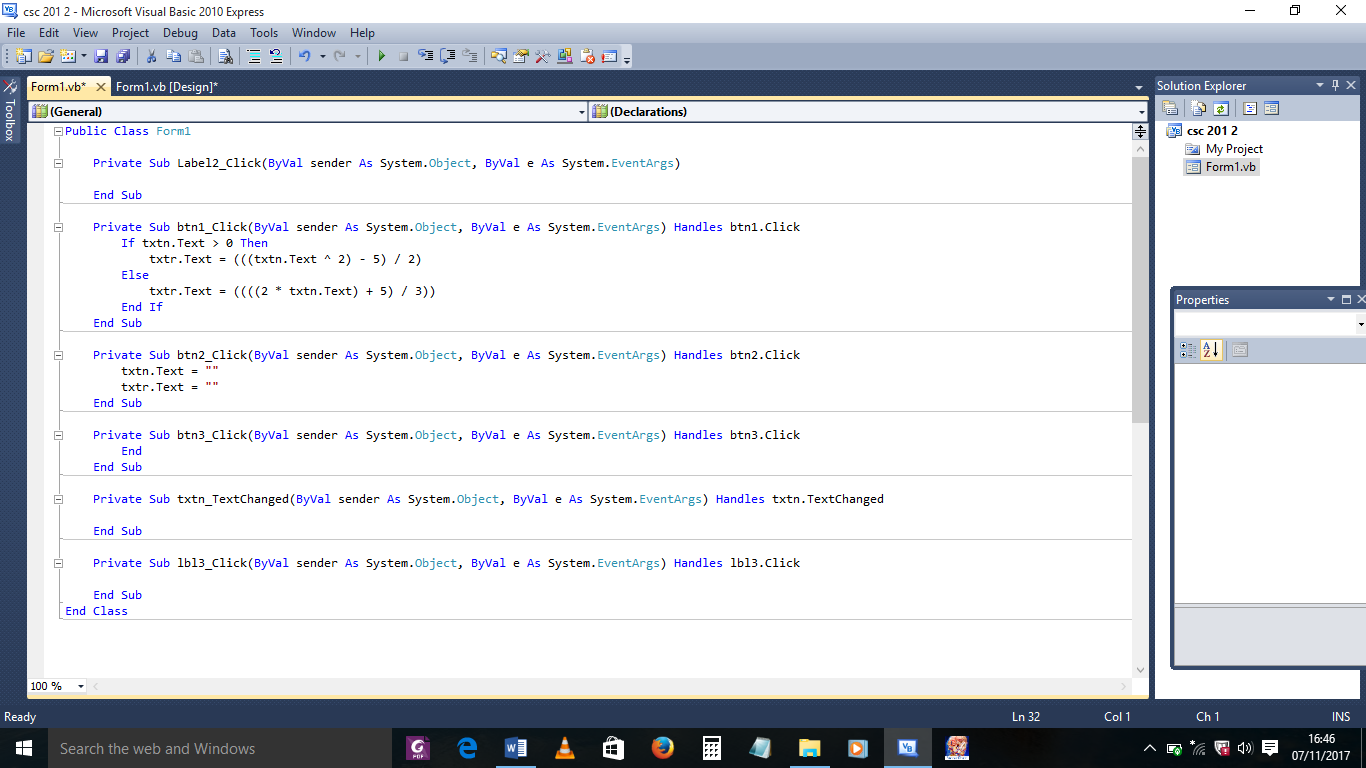 csc 201 2 - Microsoft Visual Basic 2010 Express
File Edit View Project Debug Data Tools Window Help
Form1.vb* Form1.vb [Design]*
Toolbox
(General) (Declarations)
Public Class Form1
Private Sub Label2_Click(ByVal sender As System.Object, ByVal e As System.EventArgs)
End Sub
Private Sub btn1_Click(ByVal sender As System.Object, ByVal e As System.EventArgs) Handles btn1.Click
If txtn.Text > 0 Then
txtr.Text = (((txtn.Text ^ 2) - 5) / 2)
Else
txtr.Text = ((((2 * txtn.Text) + 5) / 3))
End If
End Sub
Private Sub btn2_Click(ByVal sender As System.Object, ByVal e As System.EventArgs) Handles btn2.Click
txtn.Text = ""
txtr.Text = ""
End Sub
Private Sub btn3_Click(ByVal sender As System.Object, ByVal e As System.EventArgs) Handles btn3.Click
End
End Sub
Private Sub txtn_TextChanged(ByVal sender As System.Object, ByVal e As System.EventArgs) Handles txtn.TextChanged
End Sub
Private Sub lbl3_Click(ByVal sender As System.Object, ByVal e As System.EventArgs) Handles lbl3.Click
End Sub
End Class
100 %
Solution Explorer
csc 201 2
My Project
Form1.vb
Properties
Ready Ln 32 Col 1 Ch 1 INS
Search the web and Windows
16:46
07/11/2017